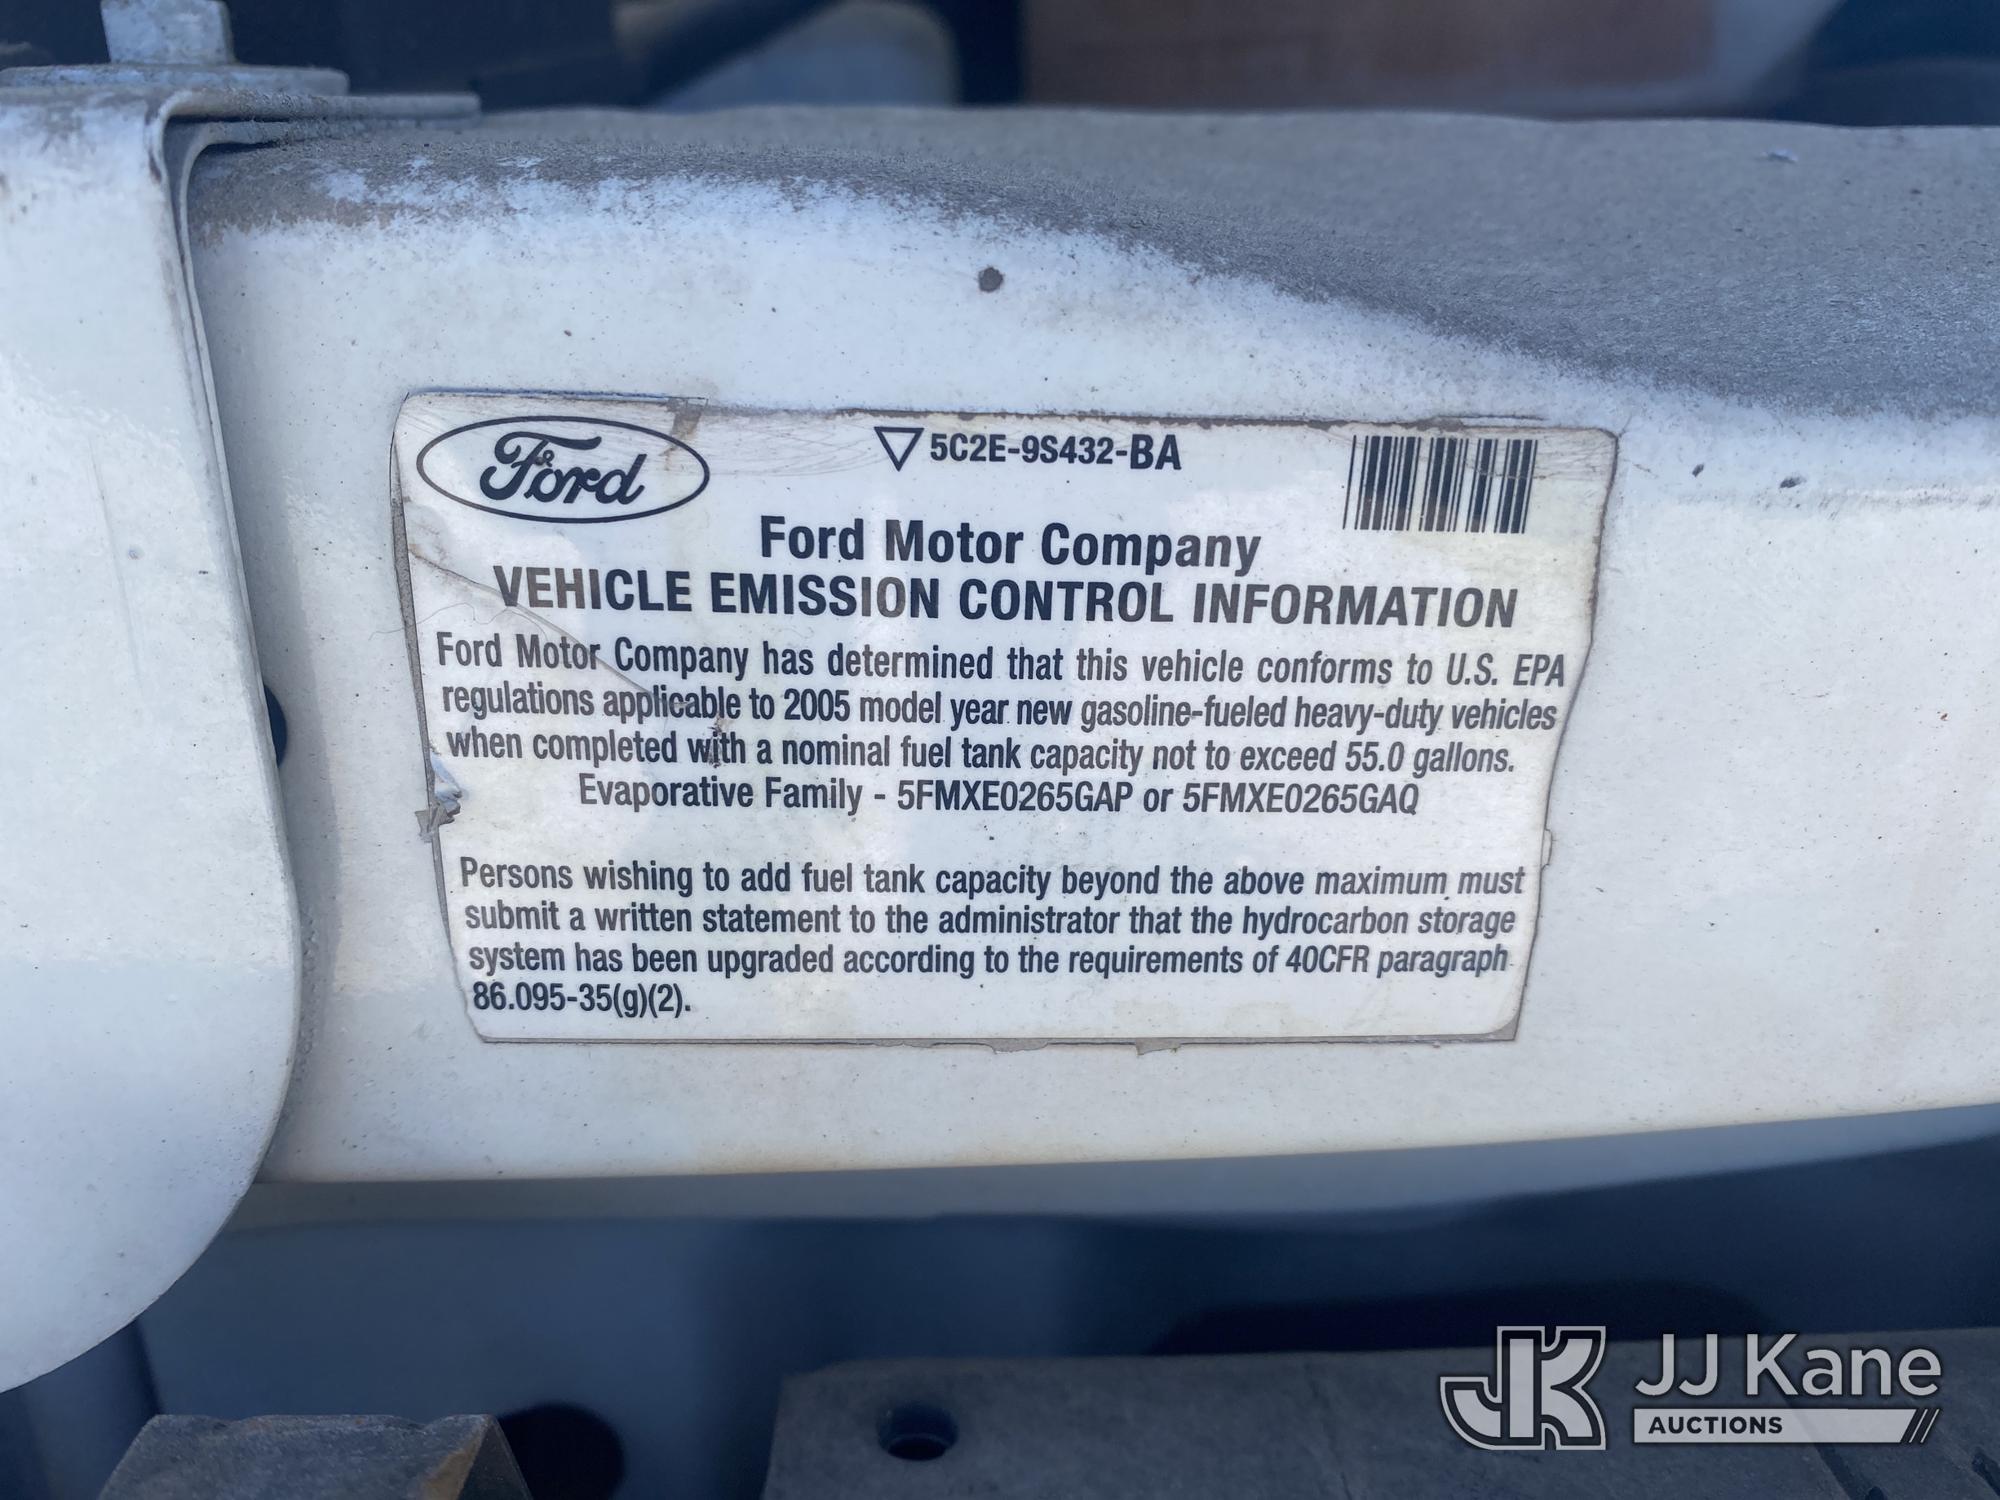 Ford
5C2E-9S432-BA
Ford Motor Company
VEHICLE EMISSION CONTROL INFORMATION
Ford Motor Company has determined that this vehicle conforms to U.S. EPA
regulations applicable to 2005 model year new gasoline-fueled heavy-duty vehicles
when completed with a nominal fuel tank capacity not to exceed 55.0 gallons.
Evaporative Family - 5FMXE0265GAP or 5FMXE0265GAQ
Persons wishing to add fuel tank capacity beyond the above maximum must
submit a written statement to the administrator that the hydrocarbon storage
system has been upgraded according to the requirements of 40CFR paragraph
86.095-35(g)(2).
JK JJ Kane
AUCTIONS